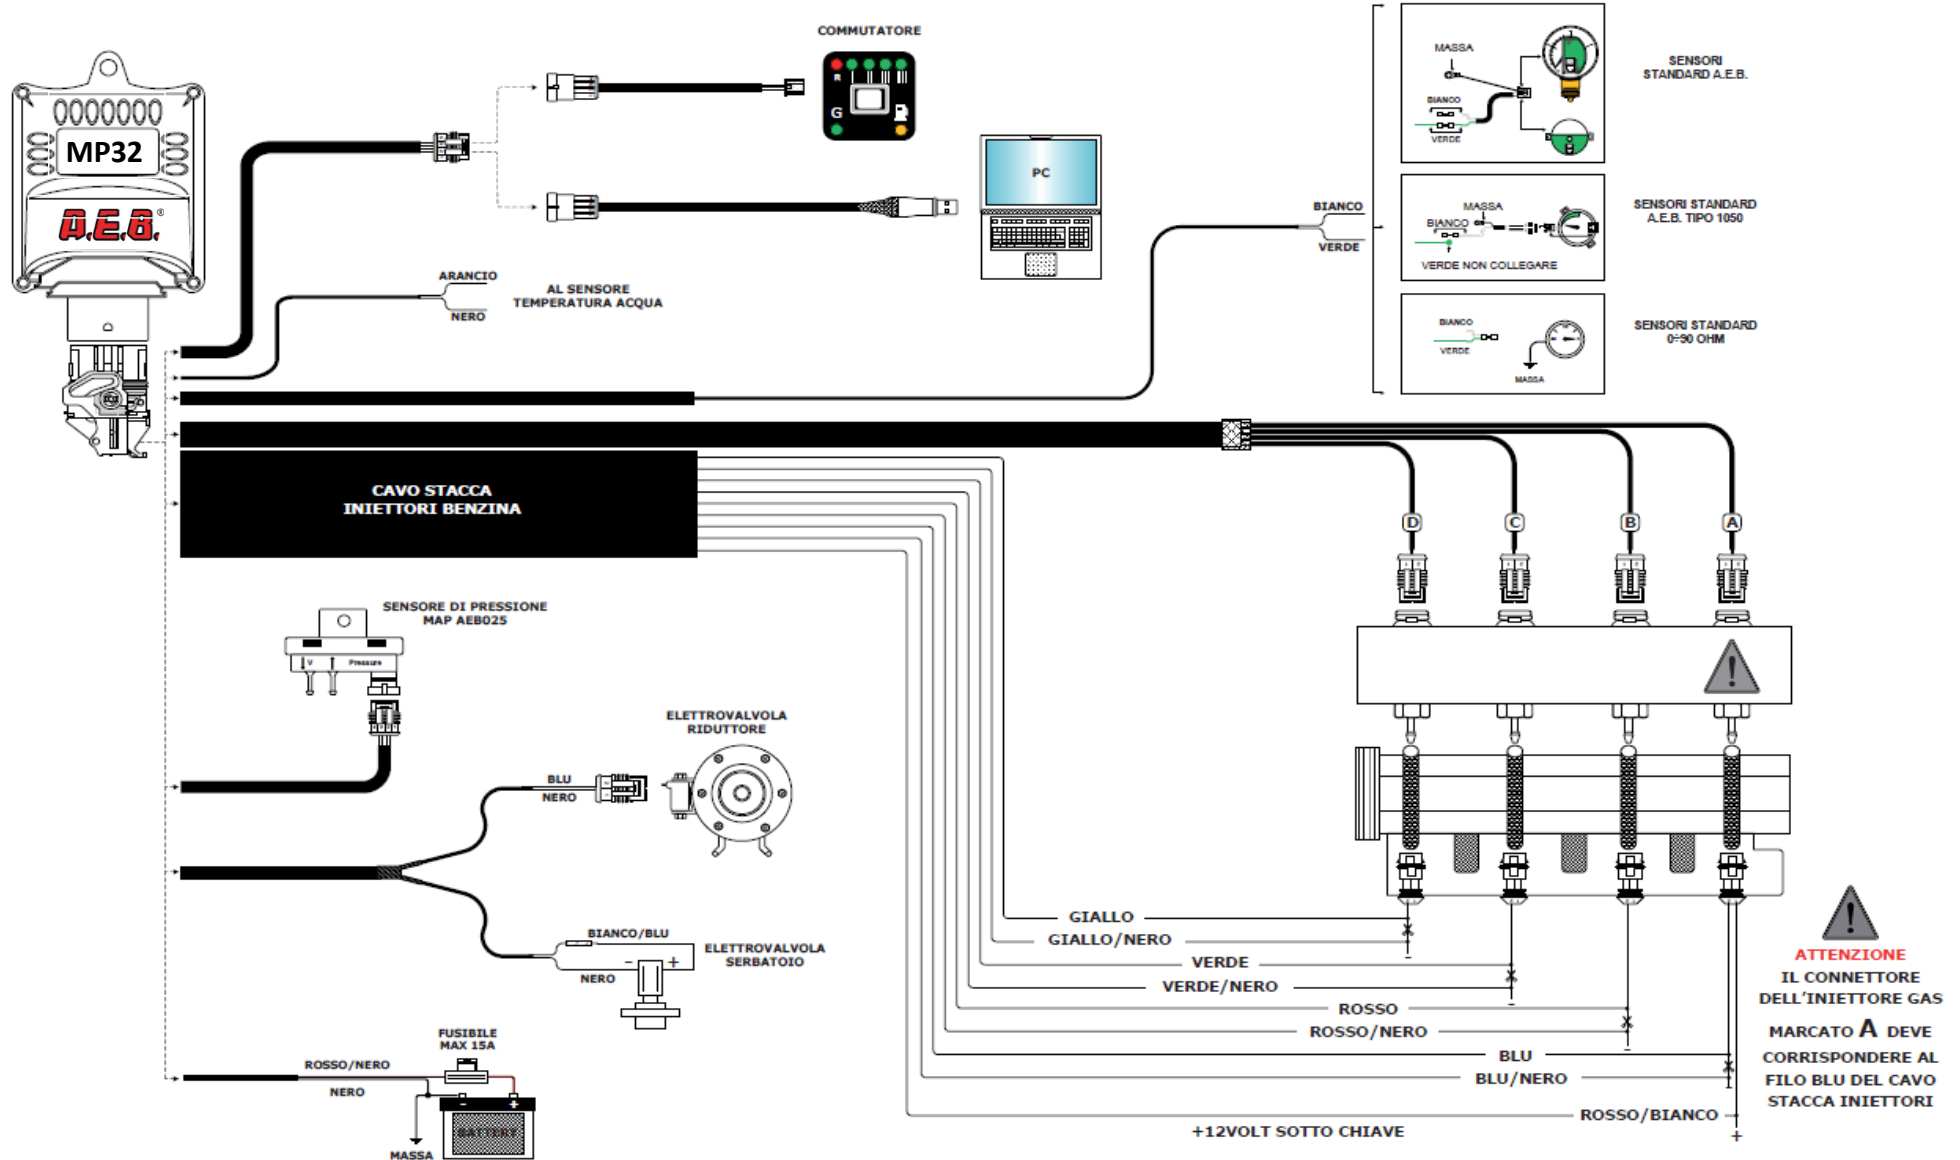 COMMUTATORE
MP32
A.E.B.®
R
G
PC
ARANCIO
NERO
AL SENSORE
TEMPERATURA ACQUA
BIANCO
VERDE
MASSA
BIANCO
VERDE
SENSORI
STANDARD A.E.B.
MASSA
BIANCO
VERDE NON COLLEGARE
SENSORI STANDARD
A.E.B. TIPO 1050
BIANCO
VERDE
MASSA
SENSORI STANDARD
0÷90 OHM
CAVO STACCA
INIETTORI BENZINA
D
C
B
A
SENSORE DI PRESSIONE
MAP AEB025
V
Pressure
ELETTROVALVOLA
RIDUTTORE
BLU
NERO
BIANCO/BLU
NERO
- +
ELETTROVALVOLA
SERBATOIO
FUSIBILE
MAX 15A
ROSSO/NERO
NERO
- +
BATTERY
MASSA
GIALLO
GIALLO/NERO
-
VERDE
VERDE/NERO
-
ROSSO
ROSSO/NERO
-
BLU
BLU/NERO
-
ROSSO/BIANCO
+12VOLT SOTTO CHIAVE
+
!
!
ATTENZIONE
IL CONNETTORE
DELL'INIETTORE GAS
MARCATO A DEVE
CORRISPONDERE AL
FILO BLU DEL CAVO
STACCA INIETTORI